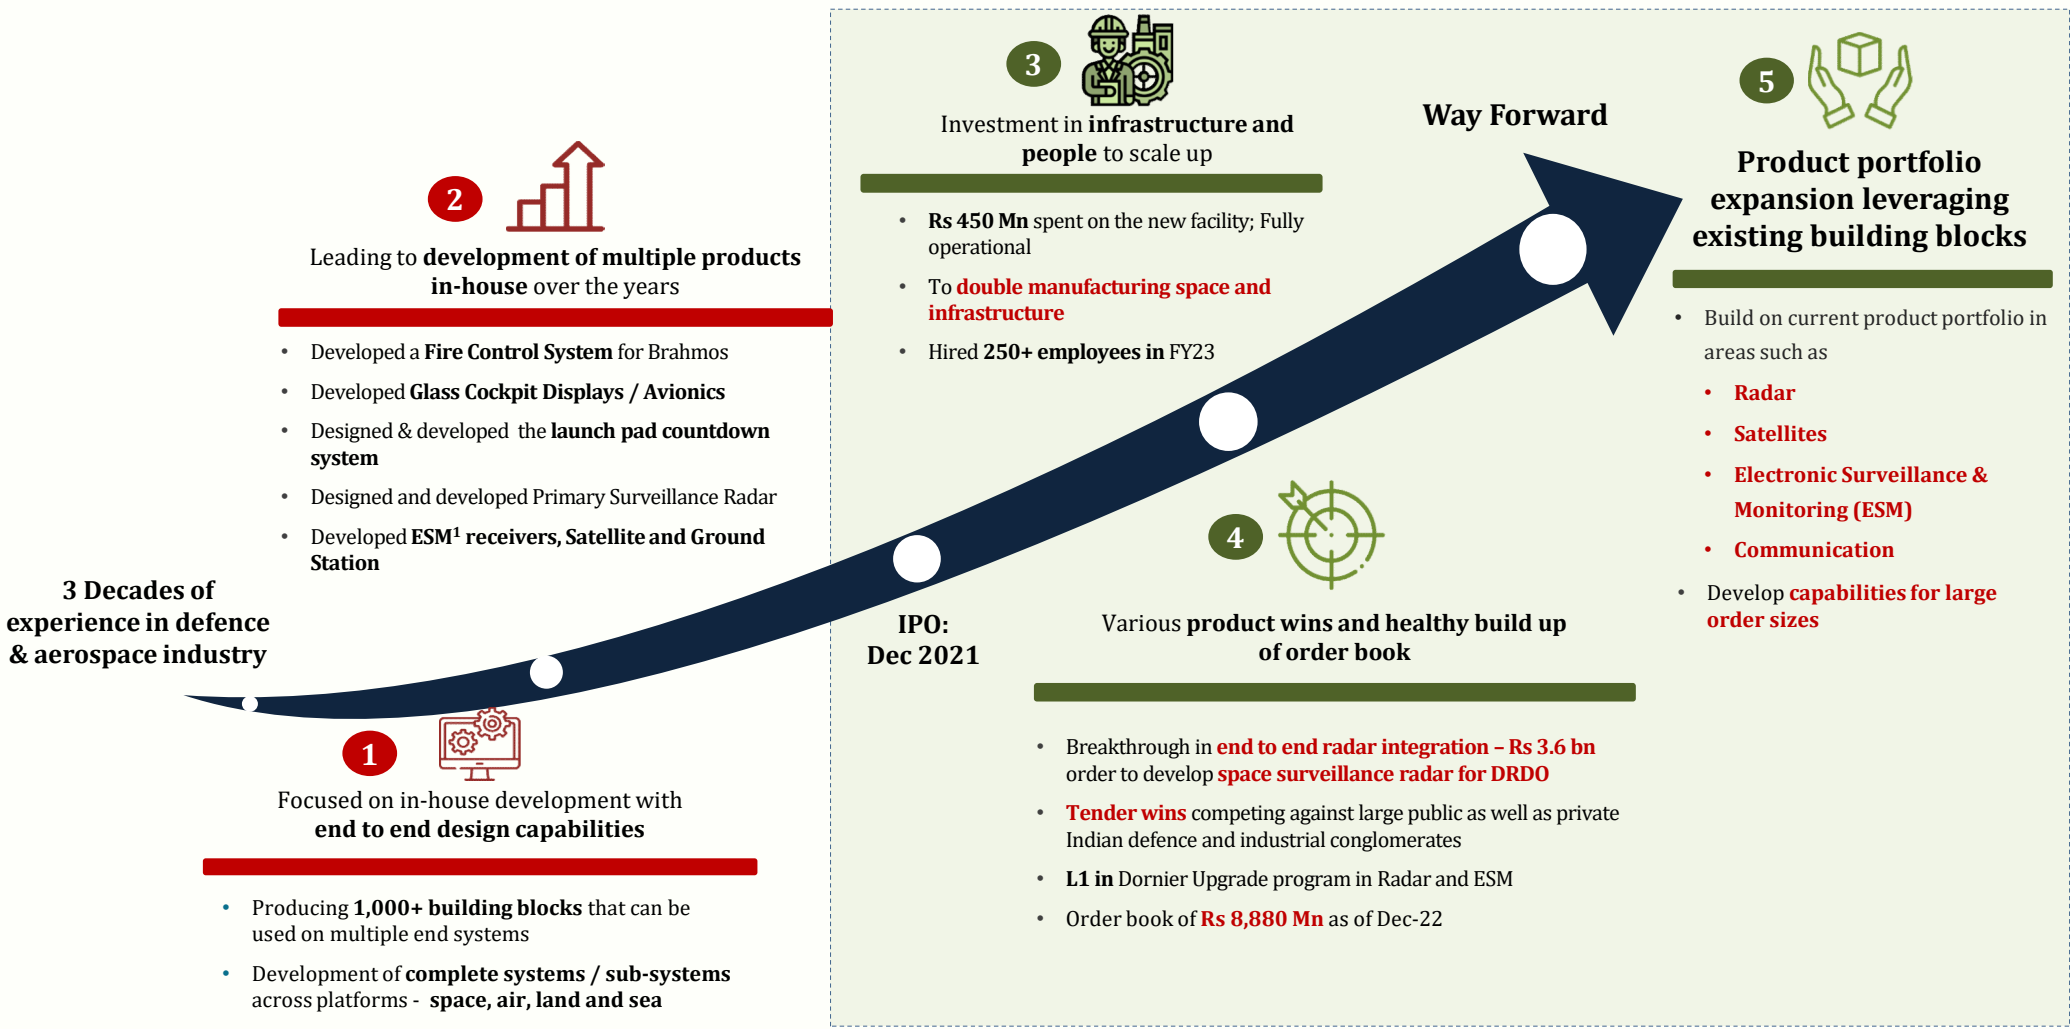 3 Decades of
experience in defence
& aerospace industry
1
Focused on in-house development with
end to end design capabilities
• Producing 1,000+ building blocks that can be
used on multiple end systems
• Development of complete systems / sub-systems
across platforms - space, air, land and sea
2
Leading to development of multiple products
in-house over the years
• Developed a Fire Control System for Brahmos
• Developed Glass Cockpit Displays / Avionics
• Designed & developed the launch pad countdown
system
• Designed and developed Primary Surveillance Radar
• Developed ESM¹ receivers, Satellite and Ground
Station
IPO:
Dec 2021
3
Investment in infrastructure and
people to scale up
• Rs 450 Mn spent on the new facility; Fully
operational
• To double manufacturing space and
infrastructure
• Hired 250+ employees in FY23
4
Various product wins and healthy build up
of order book
• Breakthrough in end to end radar integration – Rs 3.6 bn
order to develop space surveillance radar for DRDO
• Tender wins competing against large public as well as private
Indian defence and industrial conglomerates
• L1 in Dornier Upgrade program in Radar and ESM
• Order book of Rs 8,880 Mn as of Dec-22
Way Forward
5
Product portfolio
expansion leveraging
existing building blocks
• Build on current product portfolio in
areas such as
• Radar
• Satellites
• Electronic Surveillance &
Monitoring (ESM)
• Communication
• Develop capabilities for large
order sizes